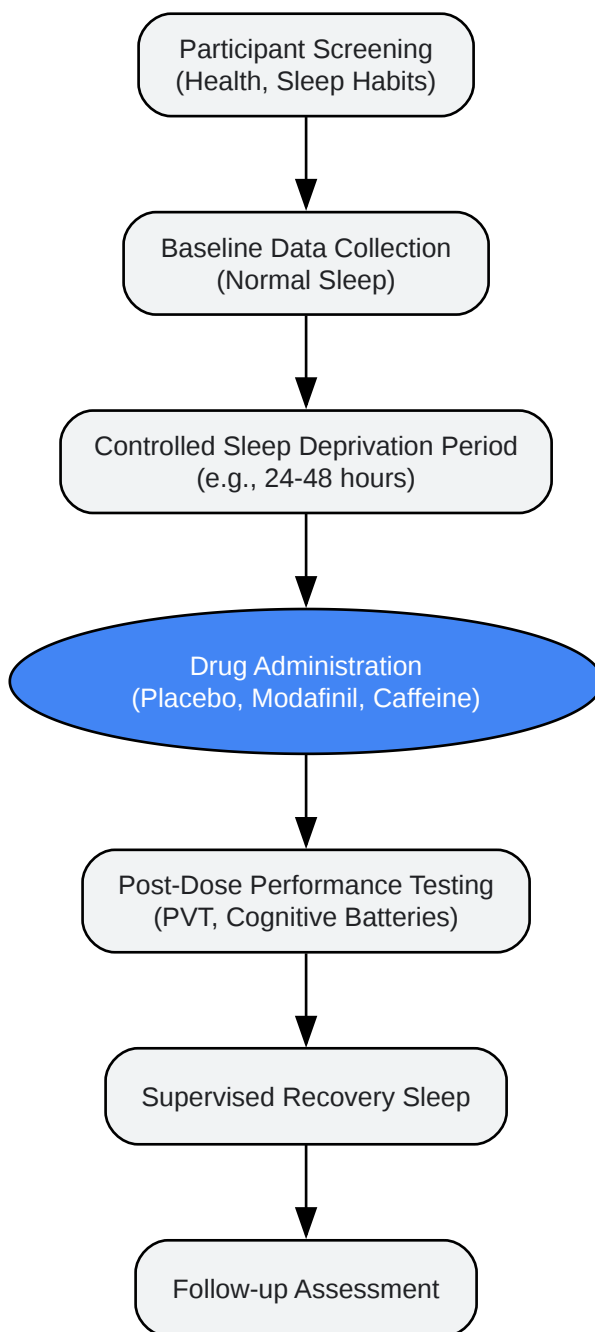 Participant Screening
(Health, Sleep Habits)
Baseline Data Collection
(Normal Sleep)
Controlled Sleep Deprivation Period
(e.g., 24-48 hours)
Drug Administration
(Placebo, Modafinil, Caffeine)
Post-Dose Performance Testing
(PVT, Cognitive Batteries)
Supervised Recovery Sleep
Follow-up Assessment